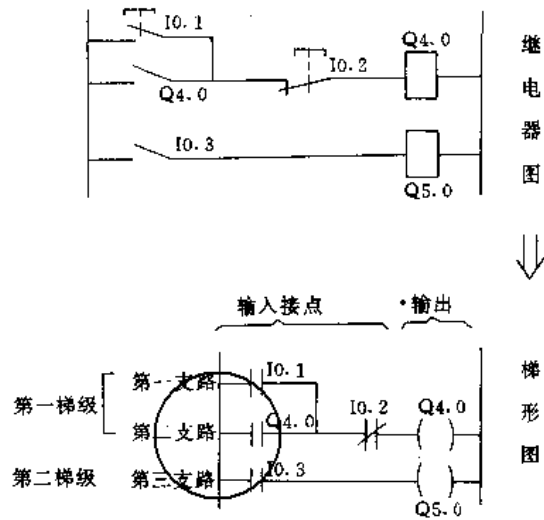 I0.1
Q4.0
I0.2
Q4.0
I0.3
Q5.0
继电器图
输入接点
输出
第一梯级
第一支路
I0.1
第二支路
Q4.0
I0.2
Q4.0
第二梯级
第三支路
I0.3
Q5.0
梯形图